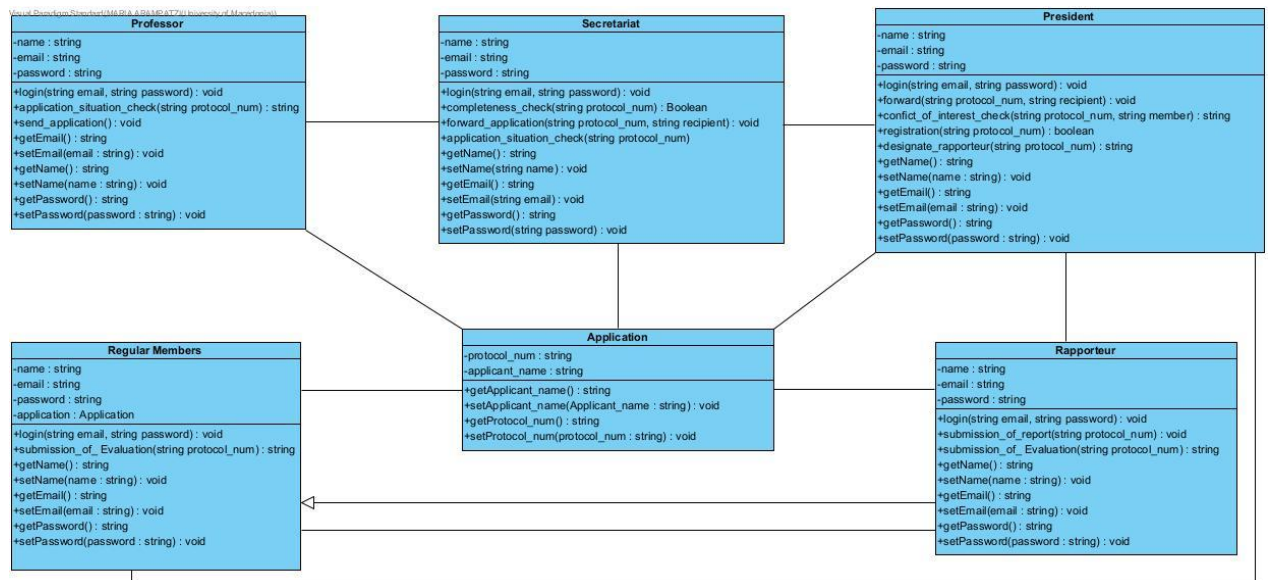 Visual Paradigm Standard(MARIA ARAMPATZI(University of Macedonia))
Professor
-name : string
-email : string
-password : string
+login(string email, string password) : void
+application_situation_check(string protocol_num) : string
+send_application() : void
+getEmail() : string
+setEmail(email : string) : void
+getName() : string
+setName(name : string) : void
+getPassword() : string
+setPassword(password : string) : void
Secretariat
-name : string
-email : string
-password : string
+login(string email, string password) : void
+completeness_check(string protocol_num) : Boolean
+forward_application(string protocol_num, string recipient) : void
+application_situation_check(string protocol_num)
+getName() : string
+setName(string name) : void
+getEmail() : string
+setEmail(string email) : void
+getPassword() : string
+setPassword(string password) : void
President
-name : string
-email : string
-password : string
+login(string email, string password) : void
+forward(string protocol_num, string recipient) : void
+confict_of_interest_check(string protocol_num, string member) : string
+registration(string protocol_num) : boolean
+designate_rapporteur(string protocol_num) : string
+getName() : string
+setName(name : string) : void
+getEmail() : string
+setEmail(email : string) : void
+getPassword() : string
+setPassword(password : string) : void
Regular Members
-name : string
-email : string
-password : string
-application : Application
+login(string email, string password) : void
+submission_of_ Evaluation(string protocol_num) : string
+getName() : string
+setName(name : string) : void
+getEmail() : string
+setEmail(email : string) : void
+getPassword() : string
+setPassword(password : string) : void
Application
-protocol_num : string
-applicant_name : string
+getApplicant_name() : string
+setApplicant_name(Applicant_name : string) : void
+getProtocol_num() : string
+setProtocol_num(protocol_num : string) : void
Rapporteur
-name : string
-email : string
-password : string
+login(string email, string password) : void
+submission_of_report(string protocol_num) : void
+submission_of_ Evaluation(string protocol_num) : string
+getName() : string
+setName(name : string) : void
+getEmail() : string
+setEmail(email : string) : void
+getPassword() : string
+setPassword(password : string) : void